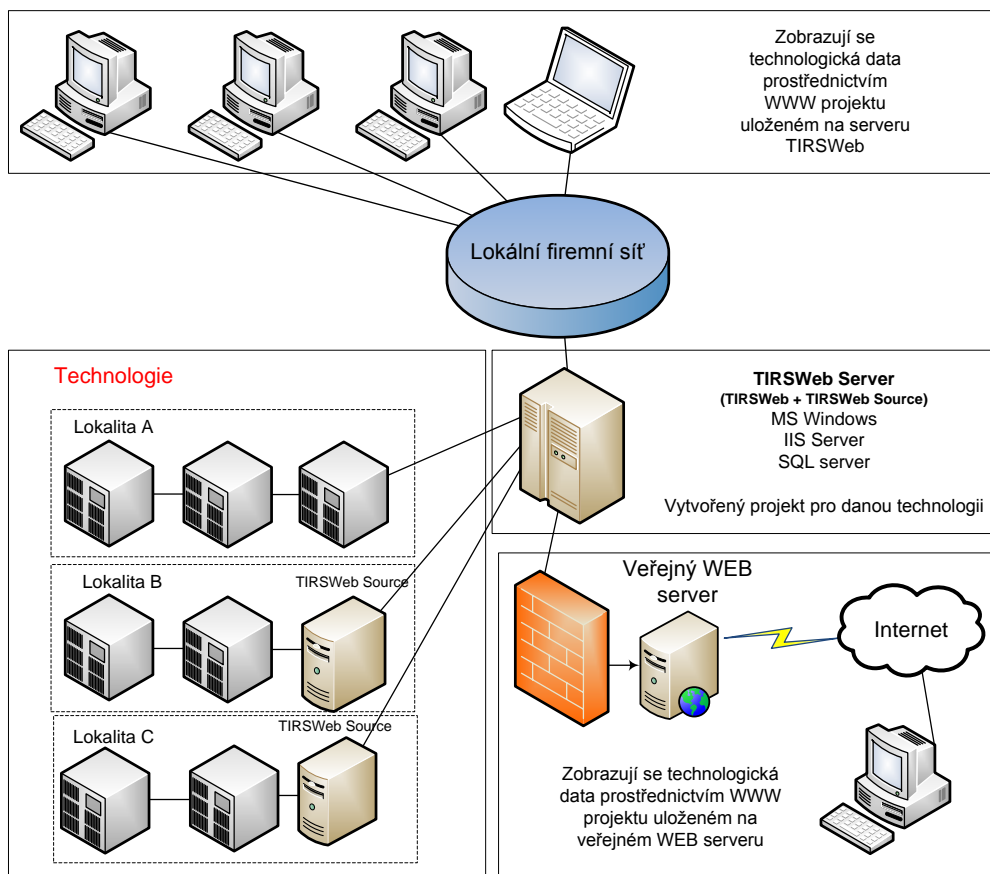 Zobrazují se
technologická data
prostřednictvím
WWW projektu
uloženém na serveru
TIRSWeb
Lokální firemní síť
Technologie
Lokalita A
Lokalita B
TIRSWeb Source
Lokalita C
TIRSWeb Source
TIRSWeb Server
(TIRSWeb + TIRSWeb Source)
MS Windows
IIS Server
SQL server
Vytvořený projekt pro danou technologii
Veřejný WEB
server
Internet
Zobrazují se technologická
data prostřednictvím WWW
projektu uloženém na
veřejném WEB serveru